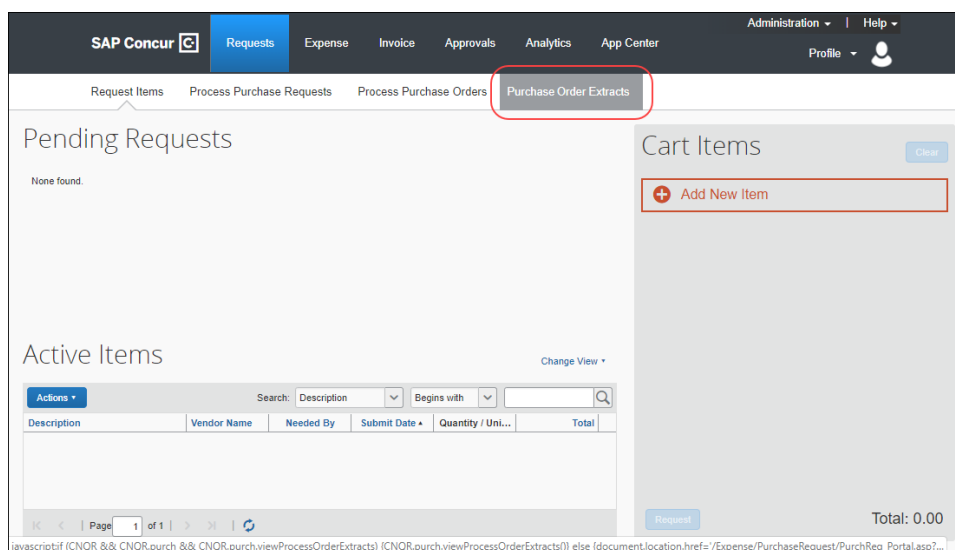 Administration | Help
SAP Concur C Requests Expense Invoice Approvals Analytics App Center
Profile
Request Items Process Purchase Requests Process Purchase Orders Purchase Order Extracts
Pending Requests
None found.
Cart Items Clear
Add New Item
Active Items
Change View
Actions Search: Description Begins with
Description Vendor Name Needed By Submit Date Quantity / Uni... Total
Page 1 of 1
Request Total: 0.00
javascript:if (CNQR && CNQR.purch && CNQR.purch.viewProcessOrderExtracts) {CNQR.purch.viewProcessOrderExtracts()} else {document.location.href='/Expense/PurchaseRequest/PurchReq_Portal.asp?...